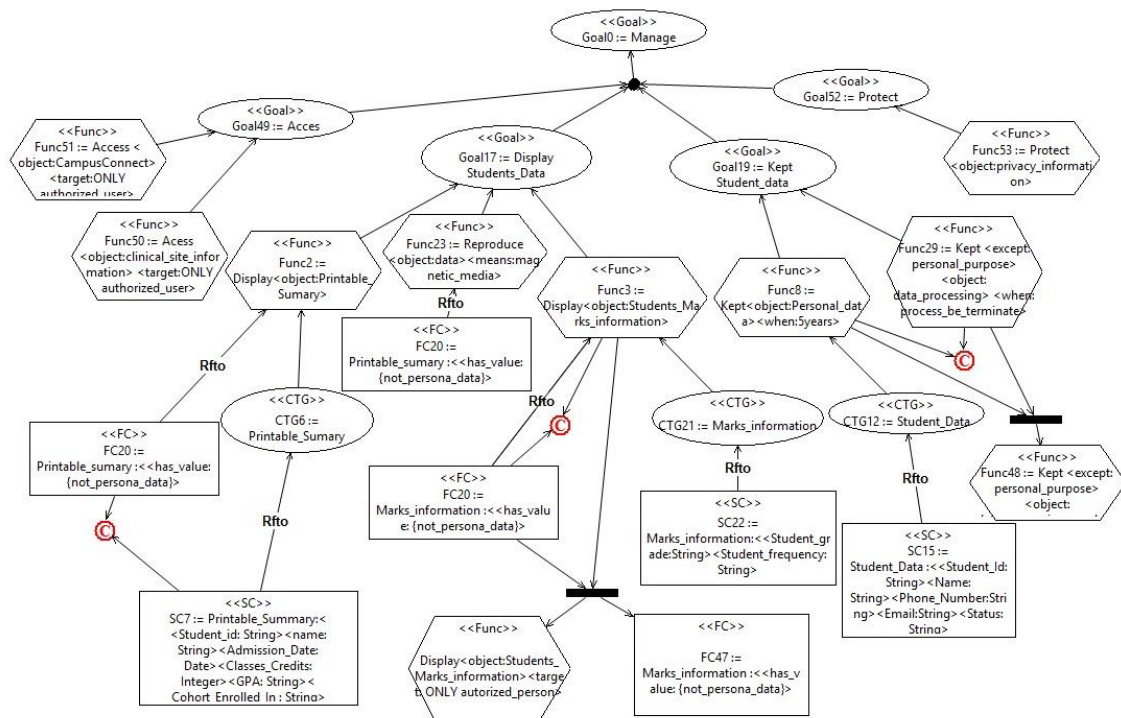 <<Goal>>
Goal0 := Manage
<<Goal>>
Goal52 := Protect
<<Goal>>
Goal49 := Acces
<<Func>>
Func51 := Access <
object:CampusConnect>
<target:ONLY
authorized_user>
<<Goal>>
Goal17 := Display
Students_Data
<<Goal>>
Goal19 := Kept
Student_data
<<Func>>
Func53 := Protect
<object:privacy_informati
on>
<<Func>>
Func50 := Acess
<object:clinical_site_infor
mation> <target:ONLY
authorized_user>
<<Func>>
Func2 :=
Display<object:Printable_
Sumary>
<<Func>>
Func23 := Reproduce
<object:data><means:mag
netic_media>
<<Func>>
Func3 :=
Display<object:Students_Ma
rks_information>
<<Func>>
Func8 :=
Kept<object:Personal_dat
a> <when:5years>
<<Func>>
Func29 := Kept <except:
personal_purpose>
<object:
data_processing> <when:
process_be_terminate>
Rfto
<<FC>>
FC20 :=
Printable_sumary :<<has_value:
{not_persona_data}>
Rfto
Rfto
C
C
<<CTG>>
CTG6 :=
Printable_Sumary
<<CTG>>
CTG21 := Marks_information
<<CTG>>
CTG12 := Student_Data
<<FC>>
FC20 :=
Printable_sumary :<<has_value:
{not_persona_data}>
<<FC>>
FC20 :=
Marks_information :<<has_valu
e: {not_persona_data}>
Rfto
Rfto
<<Func>>
Func48 := Kept <except:
personal_purpose>
<object:
C
Rfto
<<SC>>
SC22 :=
Marks_information:<<Student_gr
ade:String><Student_frequency:
String>
<<SC>>
SC15 :=
Student_Data :<<Student_Id:
String><Name:
String><Phone_Number:Stri
ng><Email:String><Status:
String>
<<SC>>
SC7 := Printable_Summary:<
<Student_id: String><name:
String><Admission_Date:
Date><Classes_Credits:
Integer><GPA: String><
Cohort_Enrolled_In : String>
<<Func>>
Display<object:Students_
Marks_information> <targe
t: ONLY autorized_person>
<<FC>>
FC47 :=
Marks_information :<<has_v
alue: {not_persona_data}>